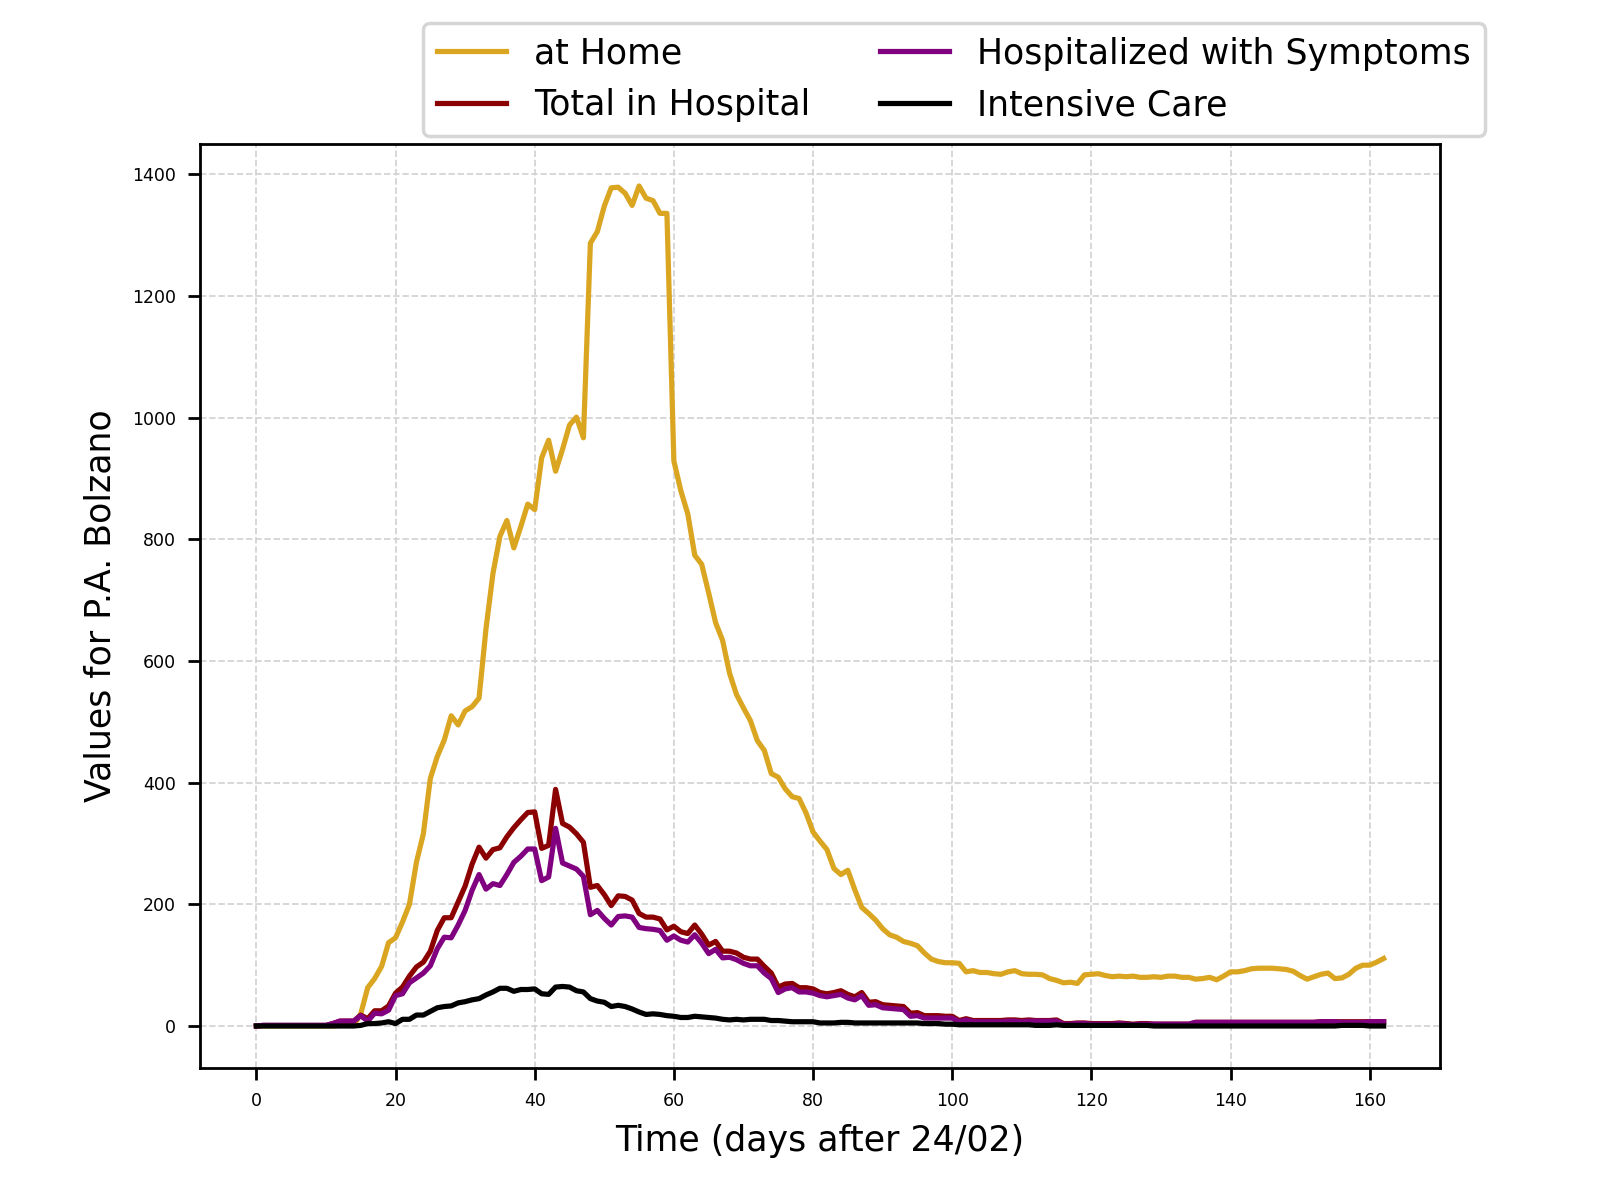 at Home
Total in Hospital
Hospitalized with Symptoms
Intensive Care
Values for P.A. Bolzano
1400
1200
1000
800
600
400
200
0
0 20 40 60 80 100 120 140 160
Time (days after 24/02)